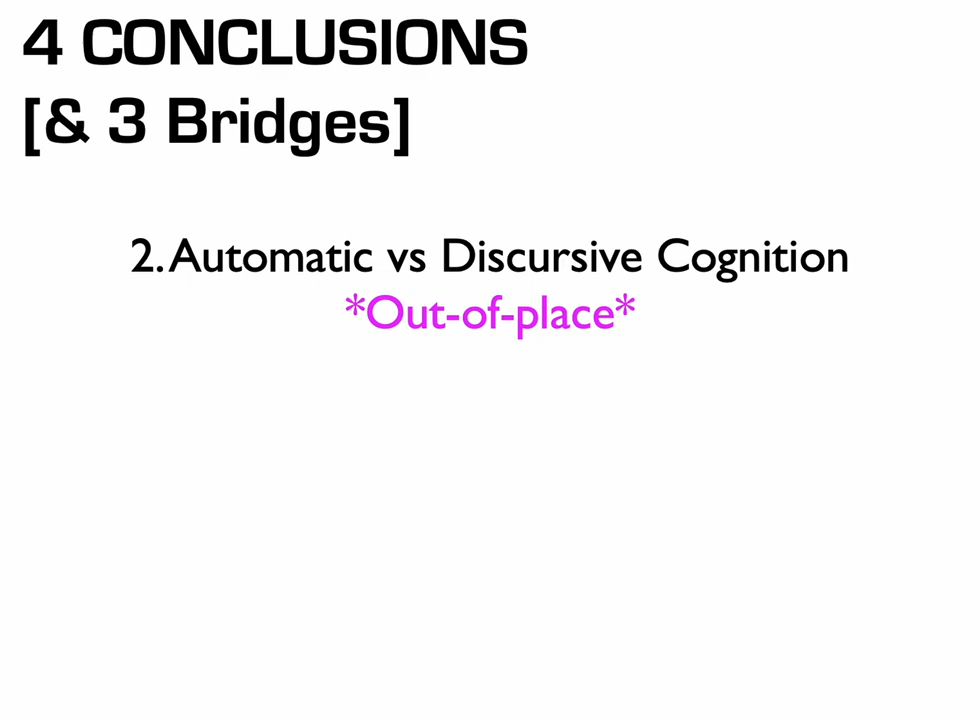 4 CONCLUSIONS
[& 3 Bridges]
2. Automatic vs Discursive Cognition
*Out-of-place*